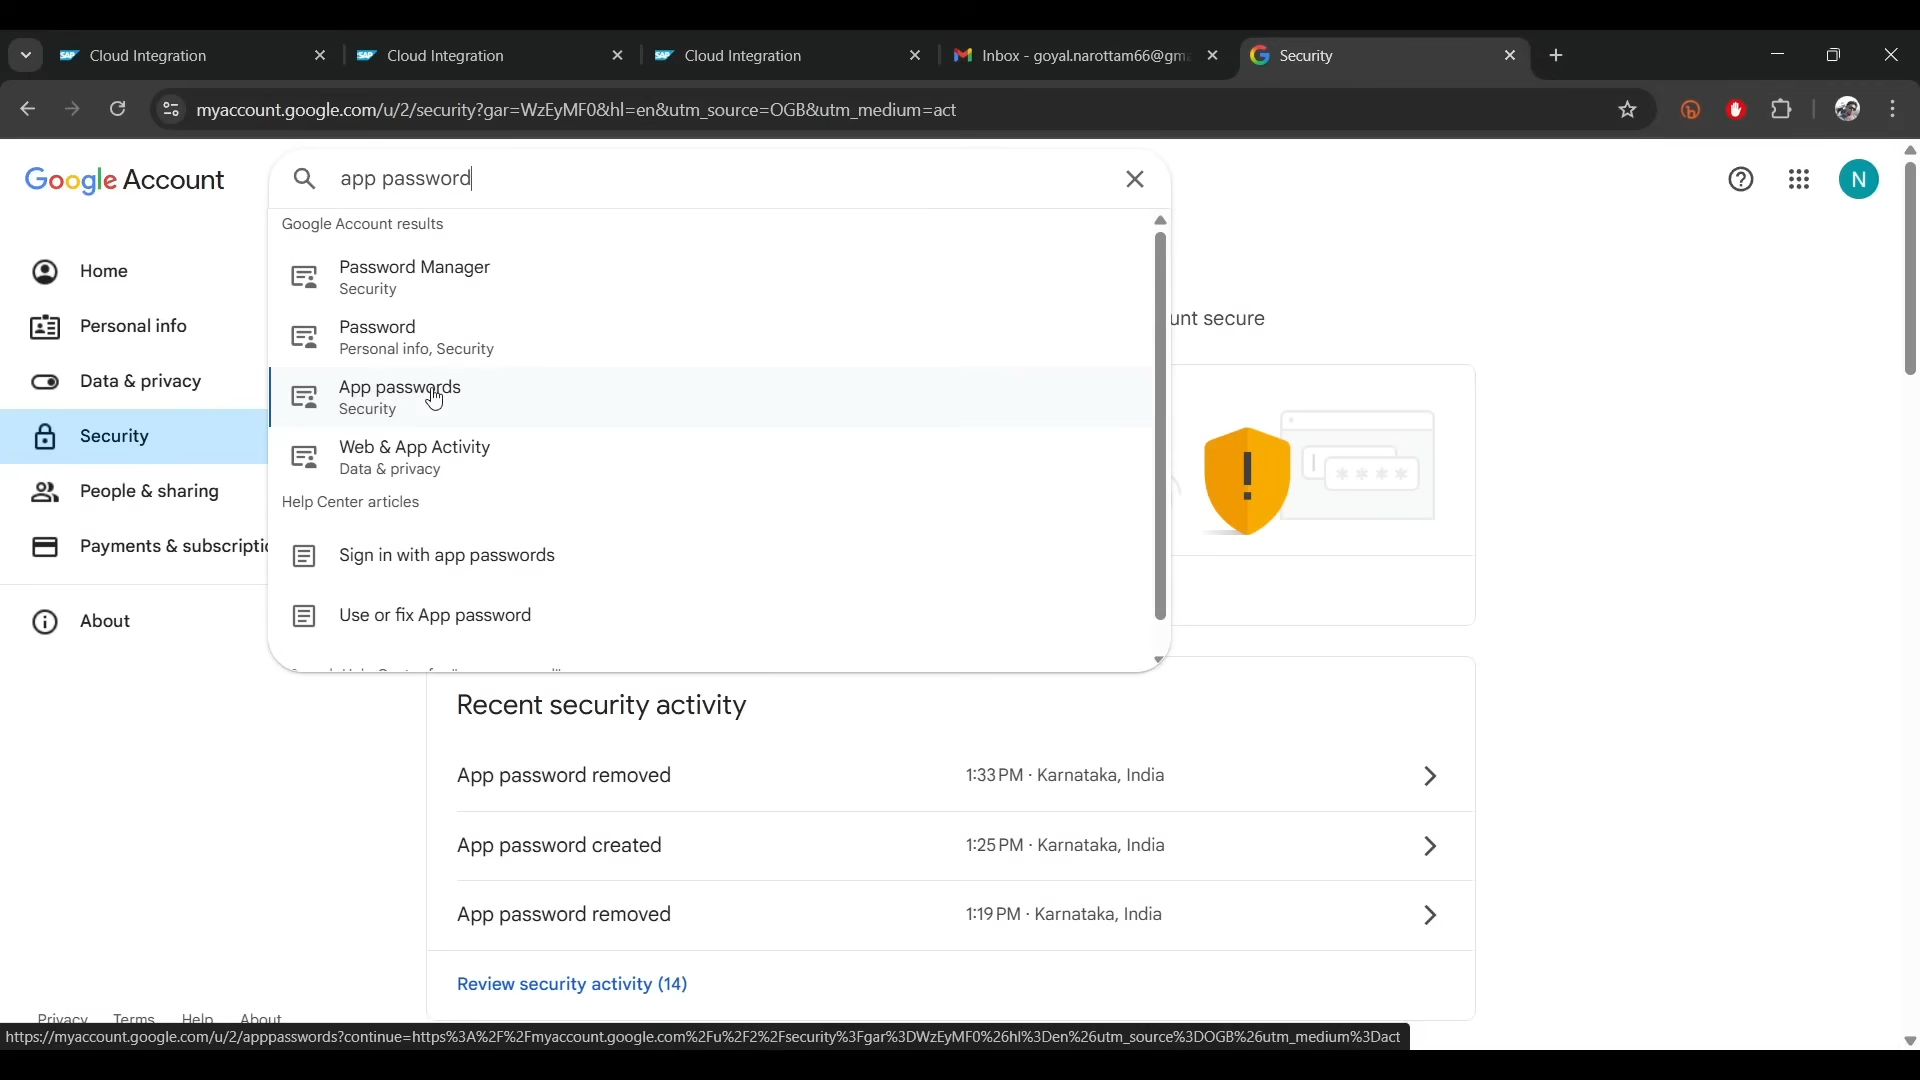 Cloud Integration
Cloud Integration
Cloud Integration
Inbox - goyal.narottam66@gm
Security
myaccount.google.com/u/2/security?gar=WzEyMF0&hl=en&utm_source=OGB&utm_medium=act
Google Account
app password
N
Google Account results
Password Manager
Security
Password
Personal info, Security
App passwords
Security
Web & App Activity
Data & privacy
Help Center articles
Sign in with app passwords
Use or fix App password
Home
Personal info
Data & privacy
Security
People & sharing
Payments & subscriptio
About
unt secure
Recent security activity
App password removed
1:33 PM · Karnataka, India
App password created
1:25 PM · Karnataka, India
App password removed
1:19 PM · Karnataka, India
Review security activity (14)
Privacy Terms Help About
https://myaccount.google.com/u/2/apppasswords?continue=https%3A%2F%2Fmyaccount.google.com%2Fu%2F2%2Fsecurity%3Fgar%3DWzEyMF0%26hl%3Den%26utm_source%3DOGB%26utm_medium%3Dact